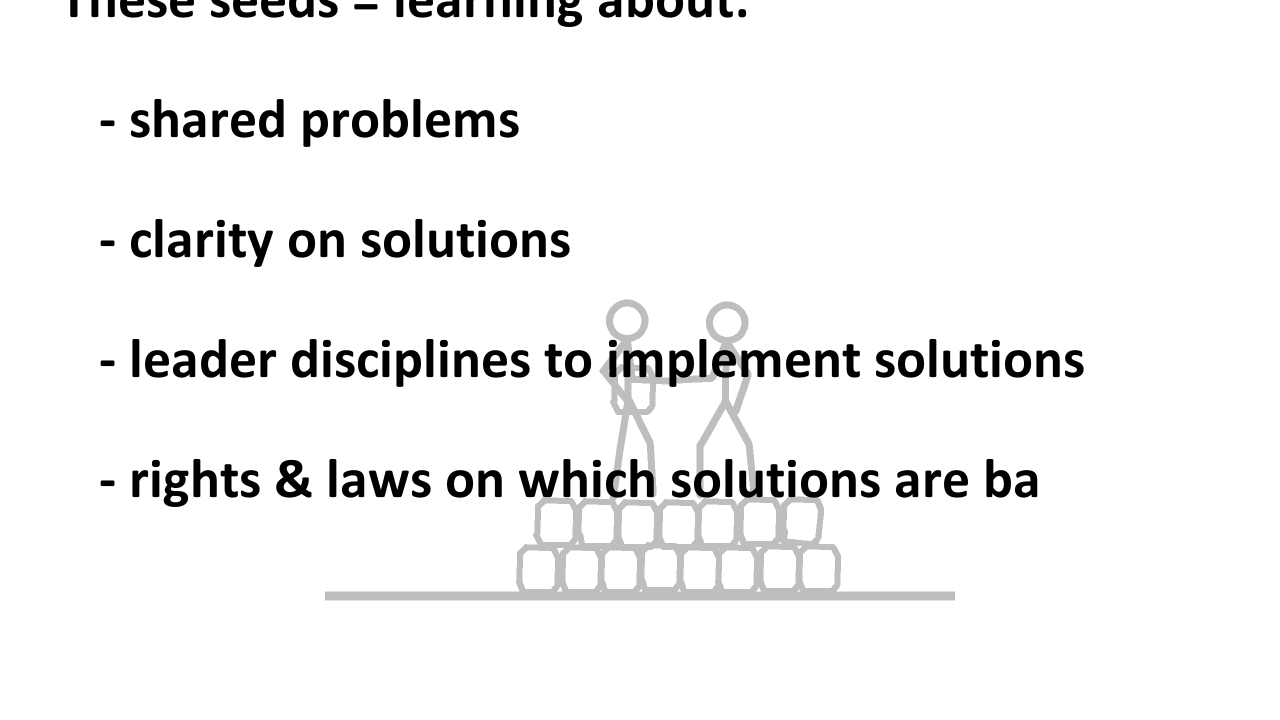 These seeds = learning about:
- shared problems
- clarity on solutions
- leader disciplines to implement solutions
- rights & laws on which solutions are ba